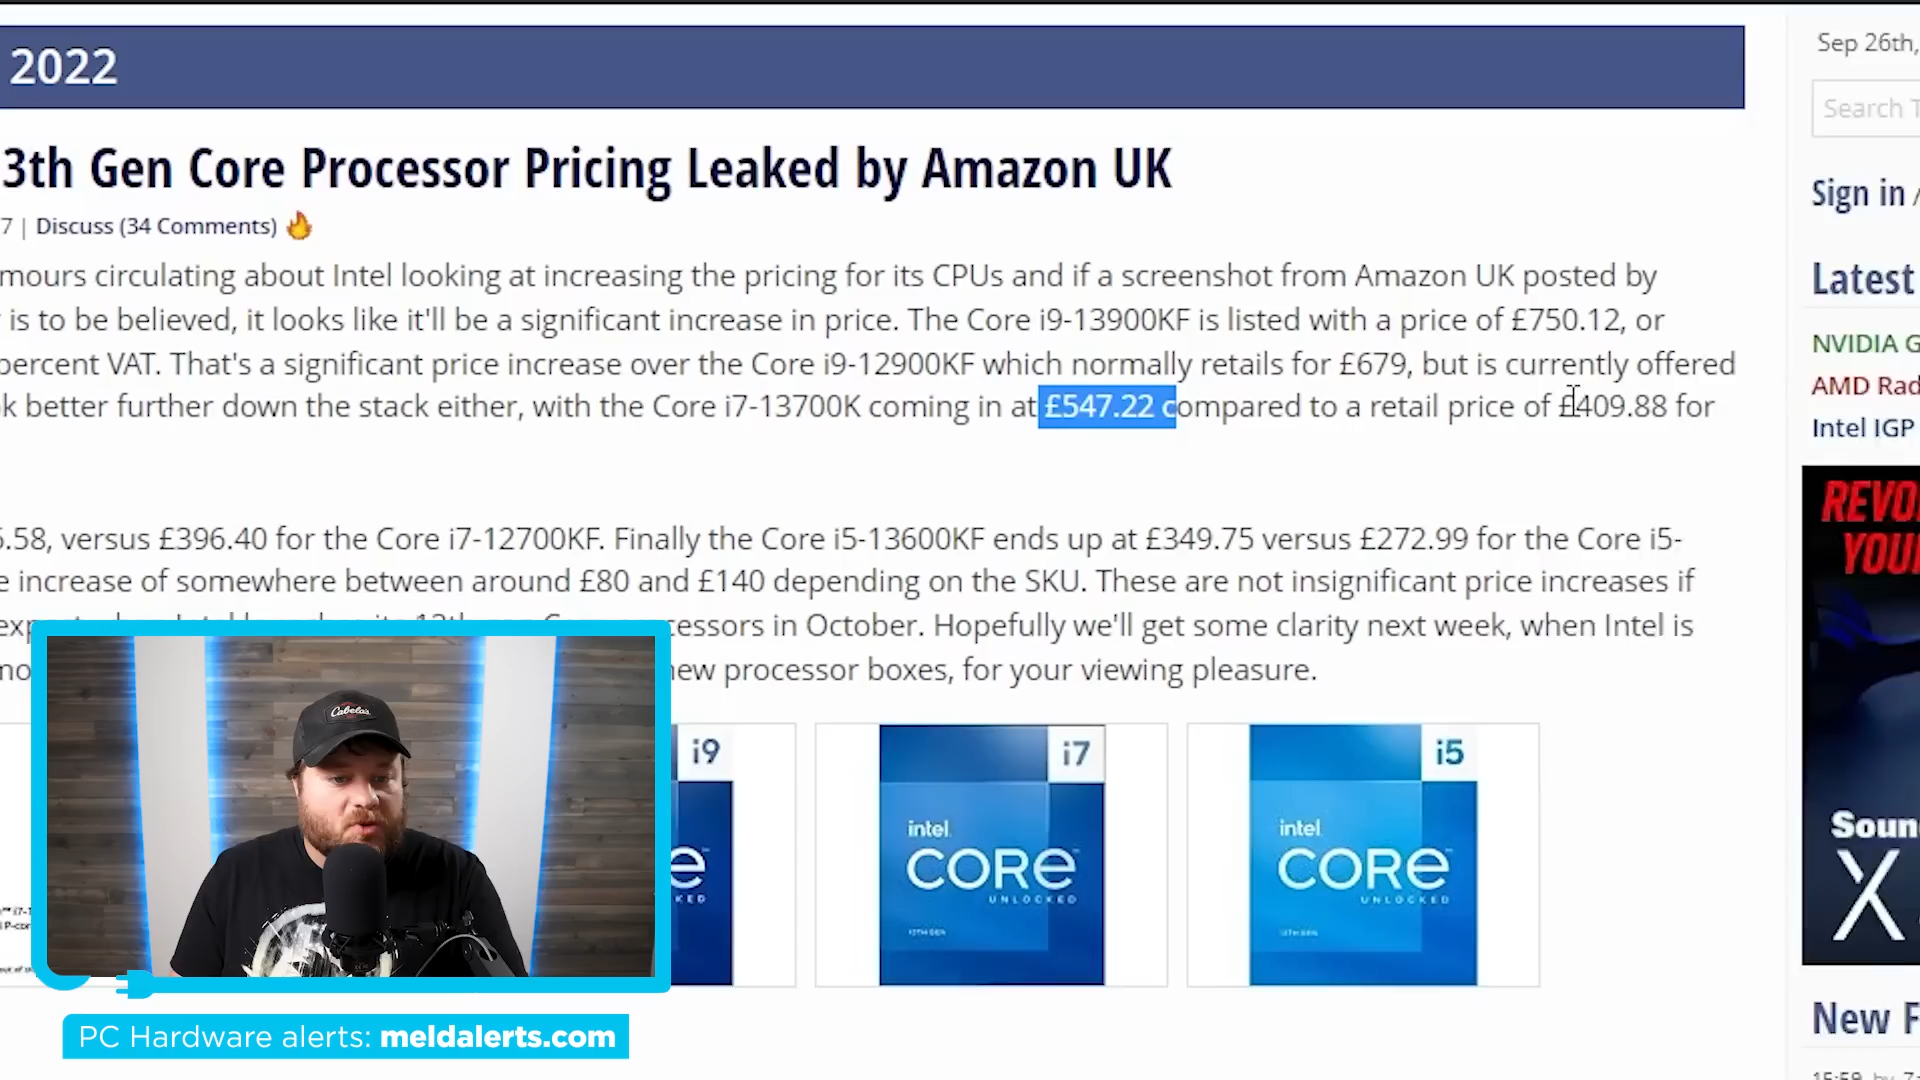 2022
Sep 26th,
Search T
3th Gen Core Processor Pricing Leaked by Amazon UK
7 | Discuss (34 Comments)
Sign in /
mours circulating about Intel looking at increasing the pricing for its CPUs and if a screenshot from Amazon UK posted by
is to be believed, it looks like it'll be a significant increase in price. The Core i9-13900KF is listed with a price of £750.12, or
percent VAT. That's a significant price increase over the Core i9-12900KF which normally retails for £679, but is currently offered
k better further down the stack either, with the Core i7-13700K coming in at £547.22 compared to a retail price of £409.88 for
6.58, versus £396.40 for the Core i7-12700KF. Finally the Core i5-13600KF ends up at £349.75 versus £272.99 for the Core i5-
e increase of somewhere between around £80 and £140 depending on the SKU. These are not insignificant price increases if
cessors in October. Hopefully we'll get some clarity next week, when Intel is
new processor boxes, for your viewing pleasure.
Latest
NVIDIA G
AMD Rad
Intel IGP
REVO
YOUR
Soun
X
New F
i9
e
KED
i7
intel
CORE
UNLOCKED
13TH GEN
i5
intel
CORE
UNLOCKED
13TH GEN
Cabela's
PC Hardware alerts: meldalerts.com